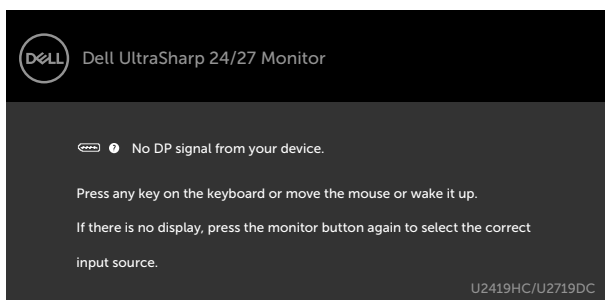 DELL Dell UltraSharp 24/27 Monitor
No DP signal from your device.
Press any key on the keyboard or move the mouse or wake it up.
If there is no display, press the monitor button again to select the correct
input source.
U2419HC/U2719DC